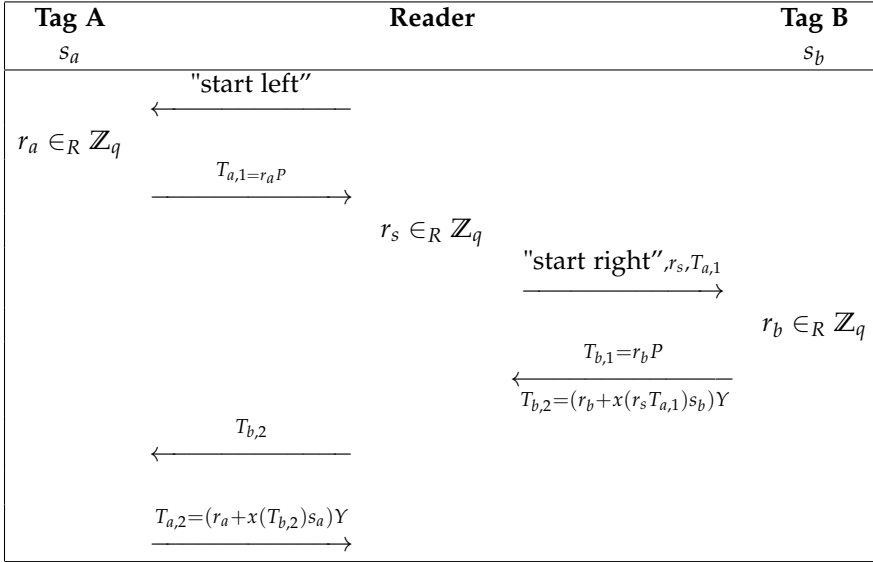 Tag A Reader Tag B
s_a s_b
"start left”
r_a ∈_R ℤ_q
T_{a,1=r_aP}
r_s ∈_R ℤ_q
"start right”,r_s,T_{a,1}
r_b ∈_R ℤ_q
T_{b,1}=r_bP
T_{b,2}=(r_b+x(r_sT_{a,1})s_b)Y
T_{b,2}
T_{a,2}=(r_a+x(T_{b,2})s_a)Y